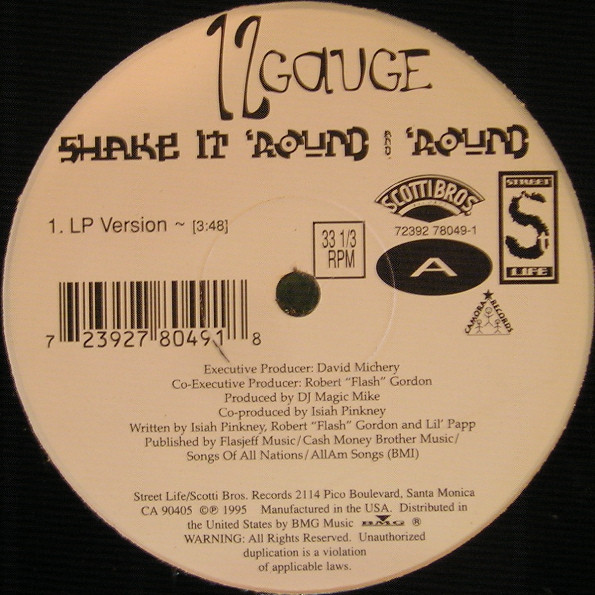 12 GAUGE
SHAKE IT 'ROUND AND 'ROUND
SCOTTI BROS.
STREET
St
LIFE
1. LP Version ~ [3:48]
33 1/3
RPM
72392 78049-1
A
CAMORA RECORDS
7 23927 80491 8
Executive Producer: David Michery
Co-Executive Producer: Robert "Flash" Gordon
Produced by DJ Magic Mike
Co-produced by Isiah Pinkney
Written by Isiah Pinkney, Robert "Flash" Gordon and Lil' Papp
Published by Flasjeff Music/Cash Money Brother Music/
Songs Of All Nations/AllAm Songs (BMI)
Street Life/Scotti Bros. Records 2114 Pico Boulevard, Santa Monica
CA 90405 ©℗ 1995 Manufactured in the USA. Distributed in
the United States by BMG Music BMG ®
WARNING: All Rights Reserved. Unauthorized
duplication is a violation
of applicable laws.